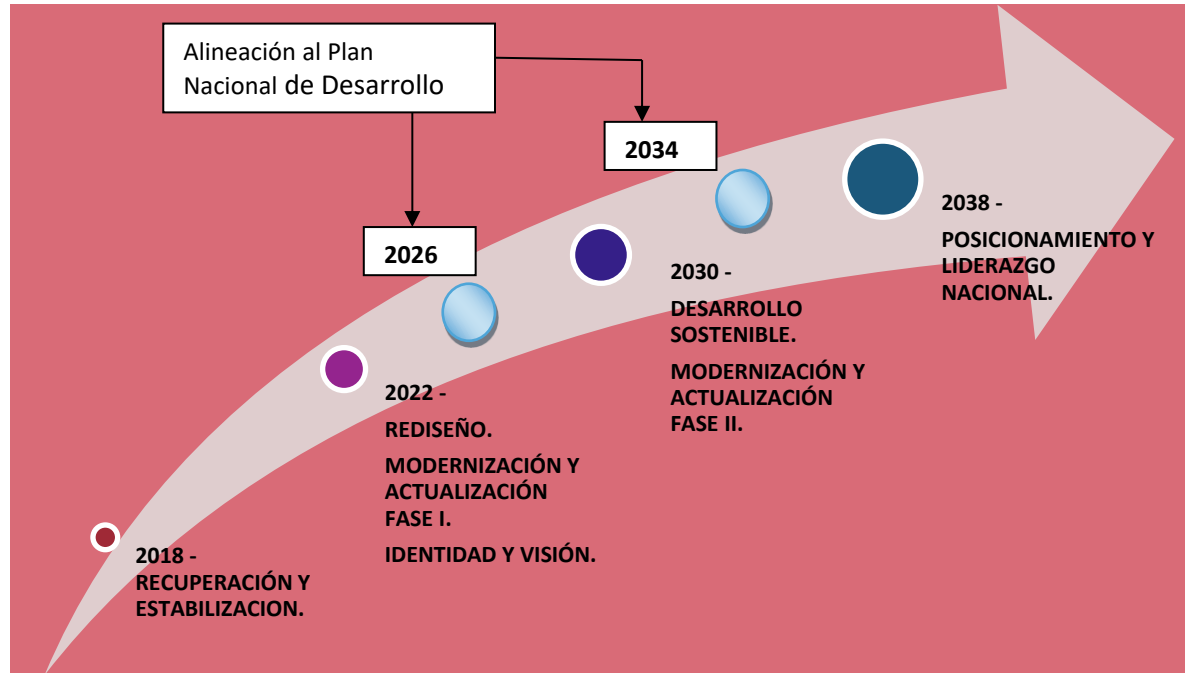 Alineación al Plan
Nacional de Desarrollo
2034
2026
2038 -
POSICIONAMIENTO Y
LIDERAZGO
NACIONAL.
2030 -
DESARROLLO
SOSTENIBLE.
MODERNIZACIÓN Y
ACTUALIZACIÓN
FASE II.
2022 -
REDISEÑO.
MODERNIZACIÓN Y
ACTUALIZACIÓN
FASE I.
IDENTIDAD Y VISIÓN.
2018 -
RECUPERACIÓN Y
ESTABILIZACION.